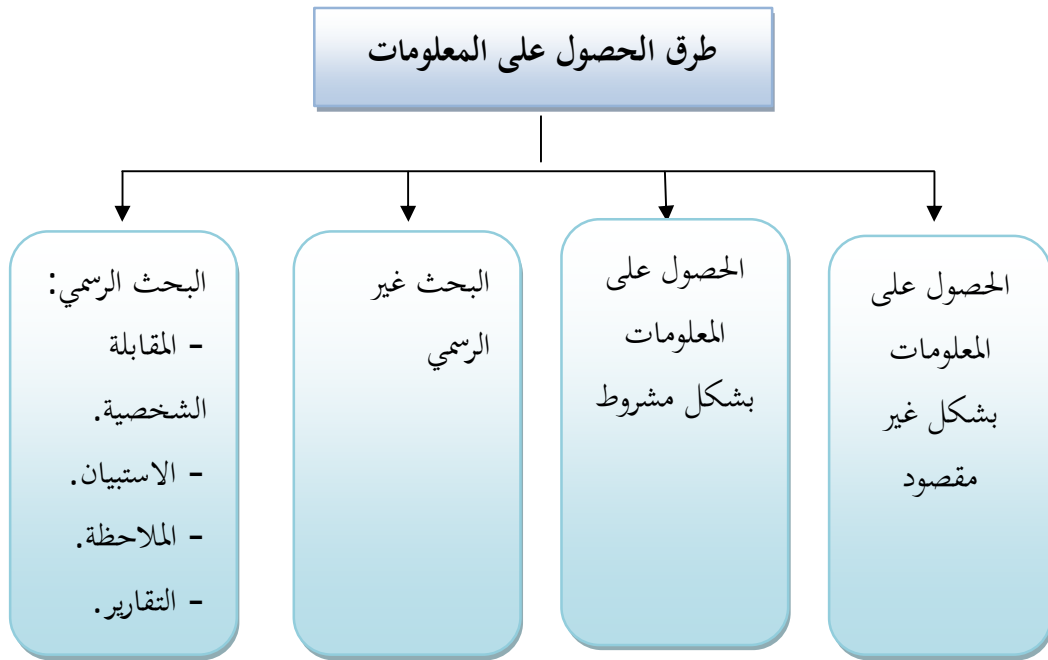 طرق الحصول على المعلومات
الحصول على
المعلومات
بشكل غير
مقصود
الحصول على
المعلومات
بشكل مشروط
البحث غير
الرسمي
البحث الرسمي:
- المقابلة
الشخصية.
- الاستبيان.
- الملاحظة.
- التقارير.